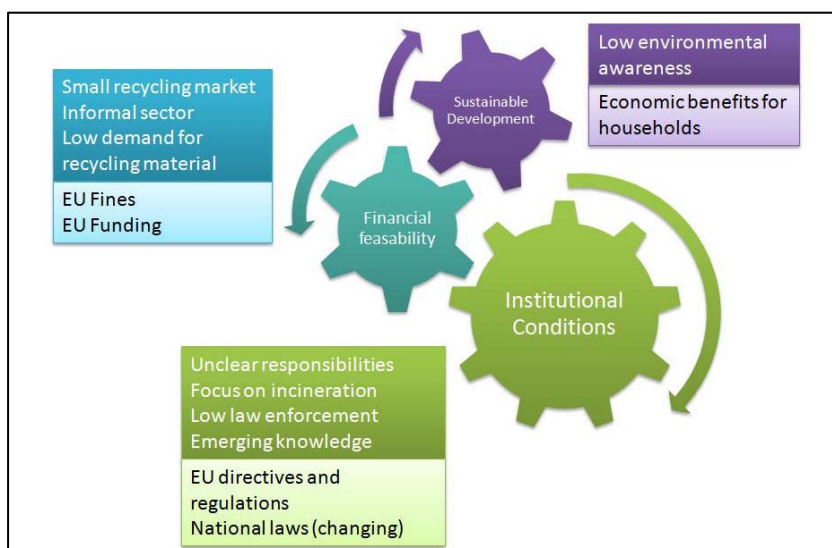 Low environmental
awareness
Economic benefits for
households
Sustainable
Development
Small recycling market
Informal sector
Low demand for
recycling material
EU Fines
EU Funding
Financial
feasability
Institutional
Conditions
Unclear responsibilities
Focus on incineration
Low law enforcement
Emerging knowledge
EU directives and
regulations
National laws (changing)